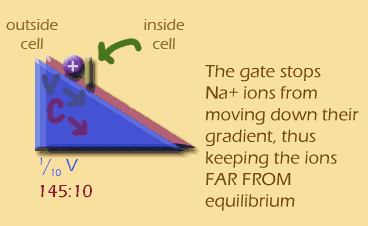 outside
cell
inside
cell
+
V
C
The gate stops
Na+ ions from
moving down their
gradient, thus
keeping the ions
FAR FROM
equilibrium
1/10 V
145:10